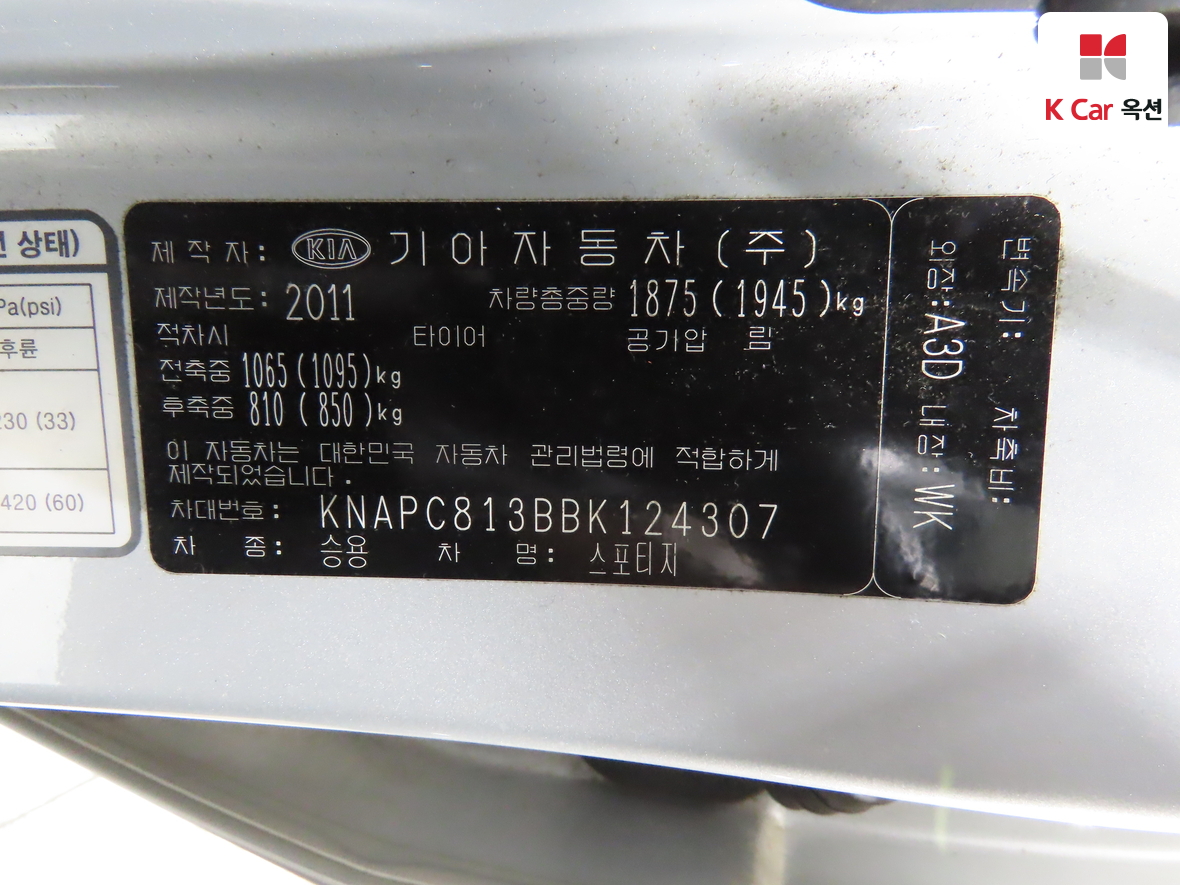 K Car 옥션
상태)
Pa(psi)
후륜
230 (33)
420 (60)
제 작 자: KIA 기아자동차(주)
제작년도: 2011 차량총중량 1875(1945)kg
적차시 타이어 공기압 림
전축중 1065(1095)kg
후축중 810 ( 850)kg
이 자동차는 대한민국 자동차 관리법령에 적합하게
제작되었습니다.
차대번호: KNAPC813BBK124307
차 종: 승용 차 명: 스포티지
변속기: 차축비:
외장:A3D 내장:WK